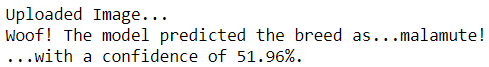 Uploaded Image...
Woof! The model predicted the breed as...malamute!
...with a confidence of 51.96%.